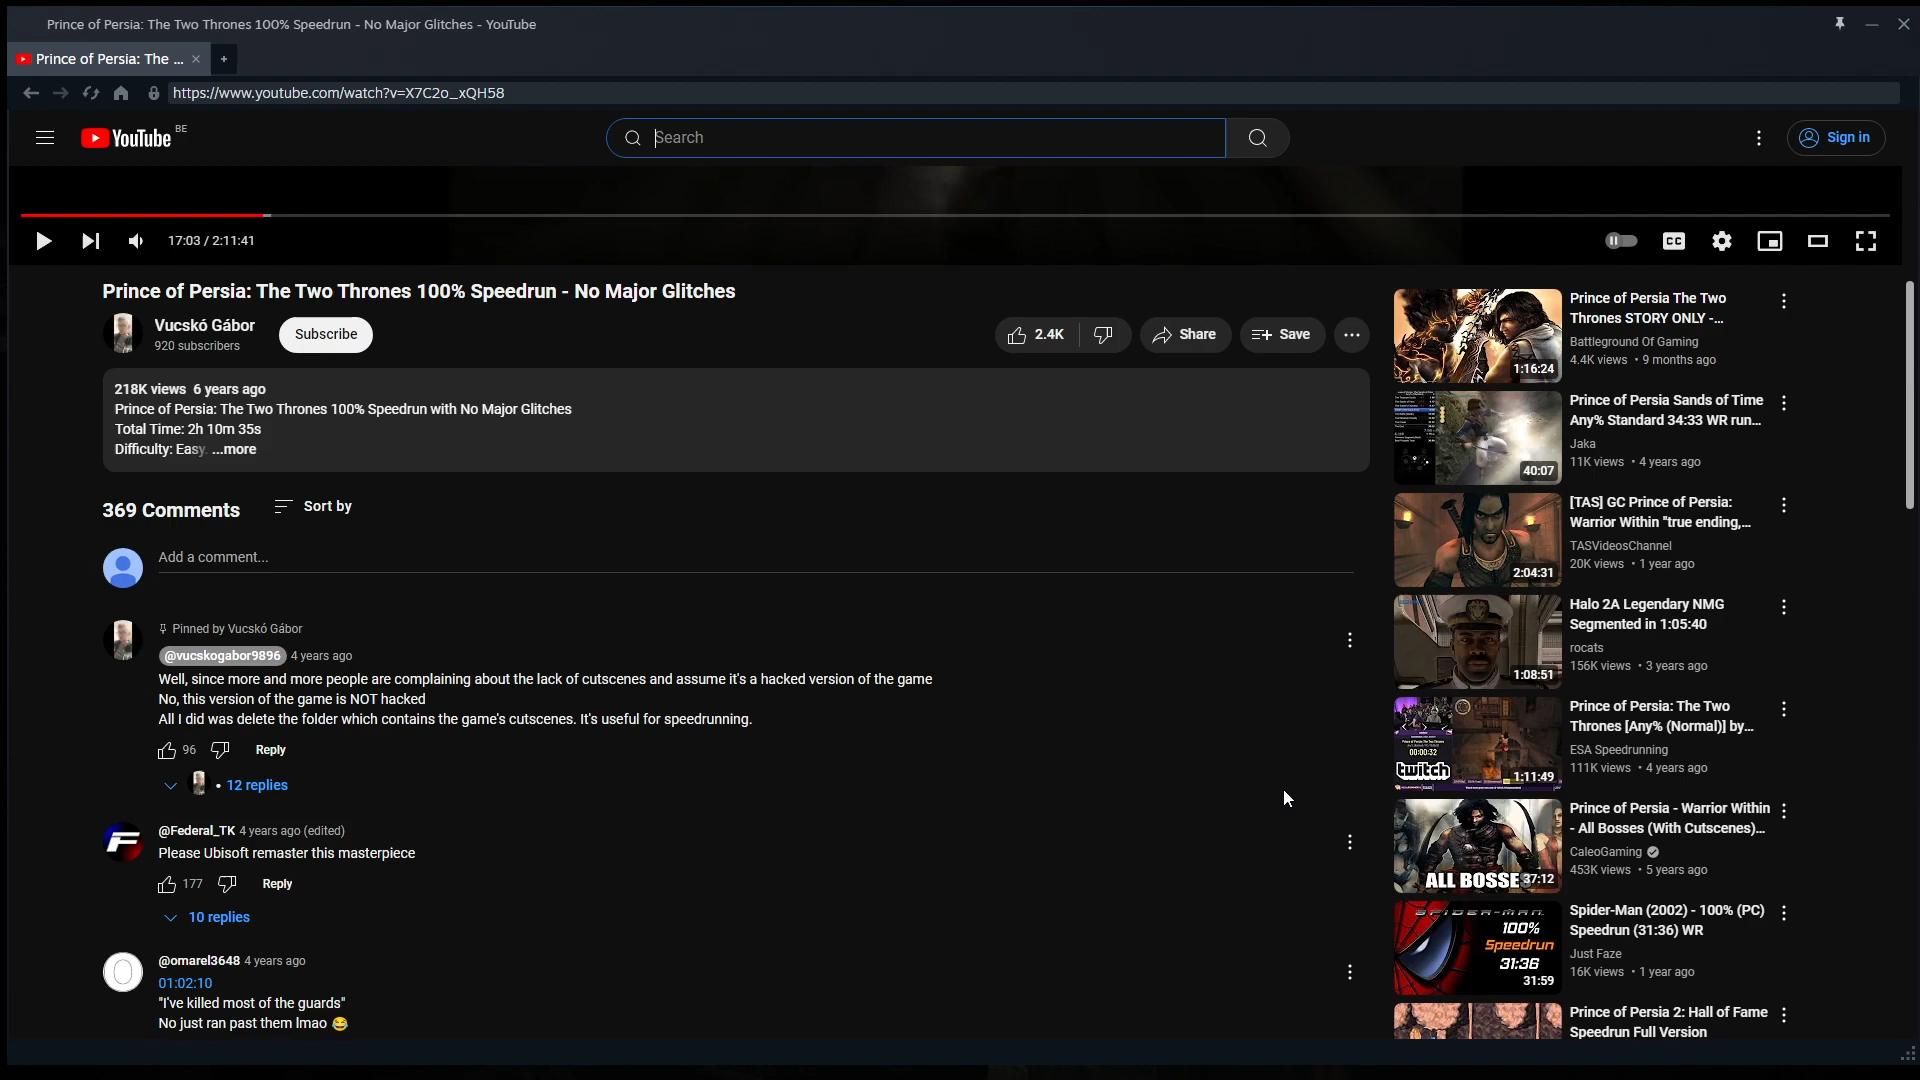 Prince of Persia: The Two Thrones 100% Speedrun - No Major Glitches - YouTube
Prince of Persia: The ...
https://www.youtube.com/watch?v=X7C2o_xQH58
YouTube BE
Search
Sign in
17:03 / 2:11:41
CC
Prince of Persia: The Two Thrones 100% Speedrun - No Major Glitches
Vucskó Gábor
920 subscribers
Subscribe
2.4K
Share
Save
218K views 6 years ago
Prince of Persia: The Two Thrones 100% Speedrun with No Major Glitches
Total Time: 2h 10m 35s
Difficulty: Easy. ...more
369 Comments
Sort by
Add a comment...
Pinned by Vucskó Gábor
@vucskogabor9896 4 years ago
Well, since more and more people are complaining about the lack of cutscenes and assume it's a hacked version of the game
No, this version of the game is NOT hacked
All I did was delete the folder which contains the game's cutscenes. It's useful for speedrunning.
96
Reply
• 12 replies
@Federal_TK 4 years ago (edited)
Please Ubisoft remaster this masterpiece
177
Reply
10 replies
@omarel3648 4 years ago
01:02:10
"I've killed most of the guards"
No just ran past them lmao 😂
1:16:24
Prince of Persia The Two
Thrones STORY ONLY -...
Battleground Of Gaming
4.4K views • 9 months ago
40:07
Prince of Persia Sands of Time
Any% Standard 34:33 WR run...
Jaka
11K views • 4 years ago
2:04:31
[TAS] GC Prince of Persia:
Warrior Within "true ending,...
TASVideosChannel
20K views • 1 year ago
1:08:51
Halo 2A Legendary NMG
Segmented in 1:05:40
rocats
156K views • 3 years ago
00:00:32
twitch
1:11:49
Prince of Persia: The Two
Thrones [Any% (Normal)] by...
ESA Speedrunning
111K views • 4 years ago
ALL BOSSE
37:12
Prince of Persia - Warrior Within
- All Bosses (With Cutscenes)...
CaleoGaming
453K views • 5 years ago
SPIDER-MAN
100%
Speedrun
31:36
31:59
Spider-Man (2002) - 100% (PC)
Speedrun (31:36) WR
Just Faze
16K views • 1 year ago
Prince of Persia 2: Hall of Fame
Speedrun Full Version